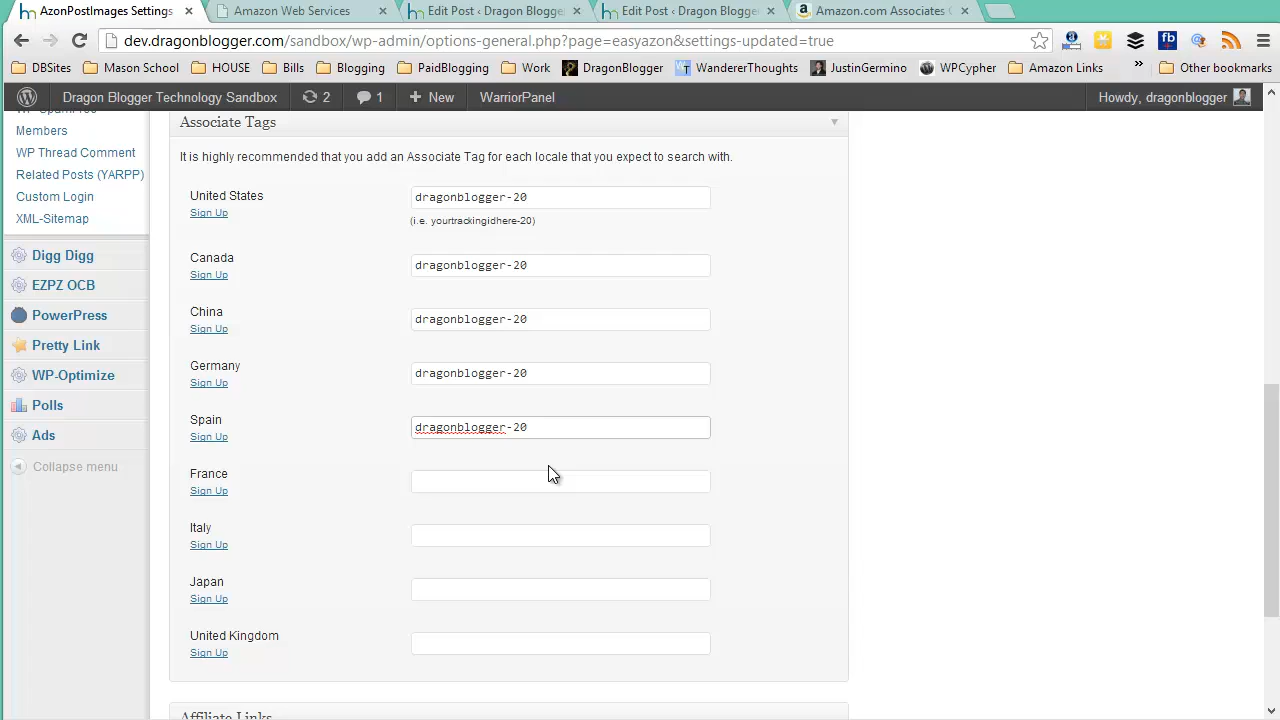 AzonPostImages Settings
Amazon Web Services
Edit Post ‹ Dragon Blogge
Edit Post ‹ Dragon Blogge
Amazon.com Associates C
dev.dragonblogger.com/sandbox/wp-admin/options-general.php?page=easyazon&settings-updated=true
DBSites
Mason School
HOUSE
Bills
Blogging
PaidBlogging
Work
DragonBlogger
WandererThoughts
JustinGermino
WPCypher
Amazon Links
»
Other bookmarks
Dragon Blogger Technology Sandbox
2
1
+ New
WarriorPanel
Howdy, dragonblogger
Members
WP Thread Comment
Related Posts (YARPP)
Custom Login
XML-Sitemap
Digg Digg
EZPZ OCB
PowerPress
Pretty Link
WP-Optimize
Polls
Ads
Collapse menu
Associate Tags
It is highly recommended that you add an Associate Tag for each locale that you expect to search with.
United States
dragonblogger-20
Sign Up
(i.e. yourtrackingidhere-20)
Canada
dragonblogger-20
Sign Up
China
dragonblogger-20
Sign Up
Germany
dragonblogger-20
Sign Up
Spain
dragonblogger-20
Sign Up
France
Sign Up
Italy
Sign Up
Japan
Sign Up
United Kingdom
Sign Up
Affiliate Links